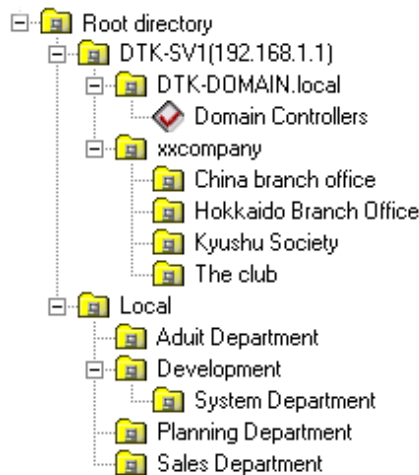 Root directory
DTK-SV1(192.168.1.1)
DTK-DOMAIN.local
Domain Controllers
xxcompany
China branch office
Hokkaido Branch Office
Kyushu Society
The club
Local
Aduit Department
Development
System Department
Planning Department
Sales Department